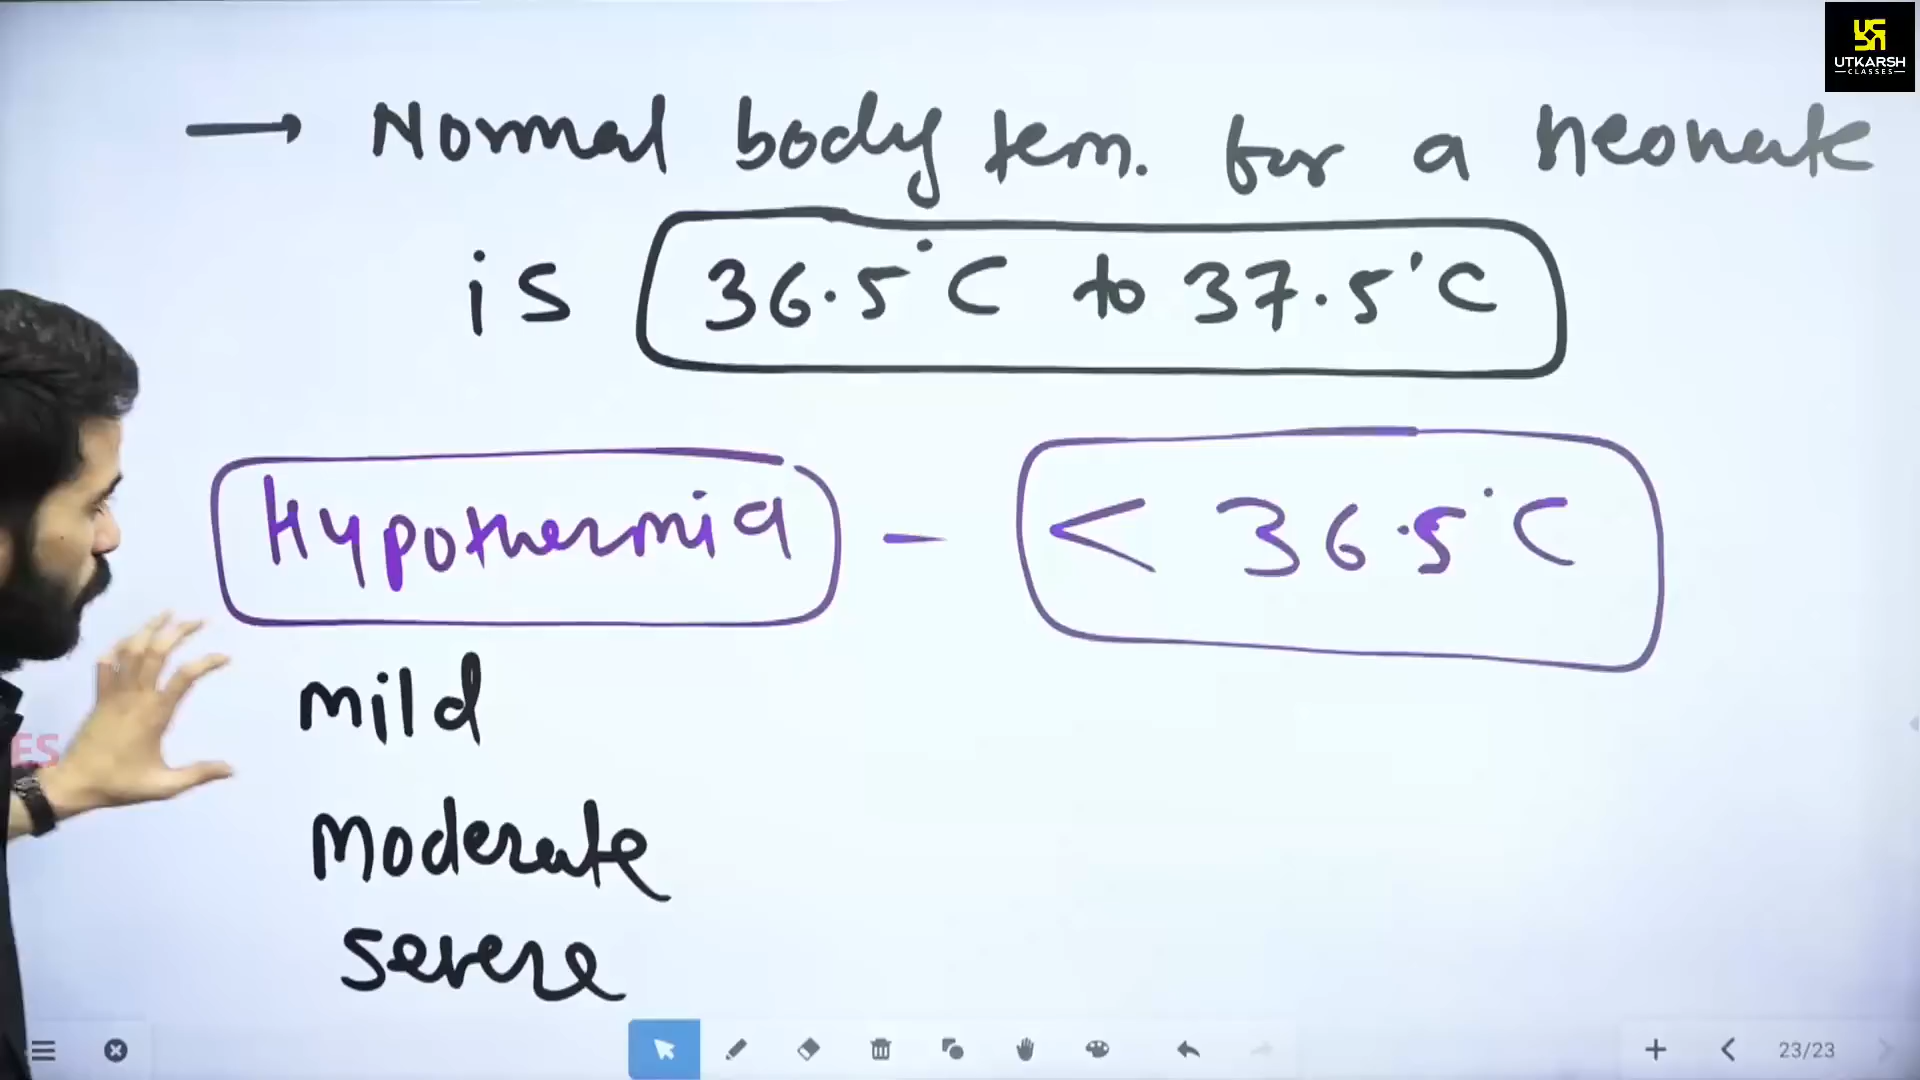 UTKARSH
CLASSES
→ Normal body tem. for a neonate
is 36.5°C to 37.5°C
Hypothermia - < 36.5°C
mild
ES
Moderate
severe
23/23